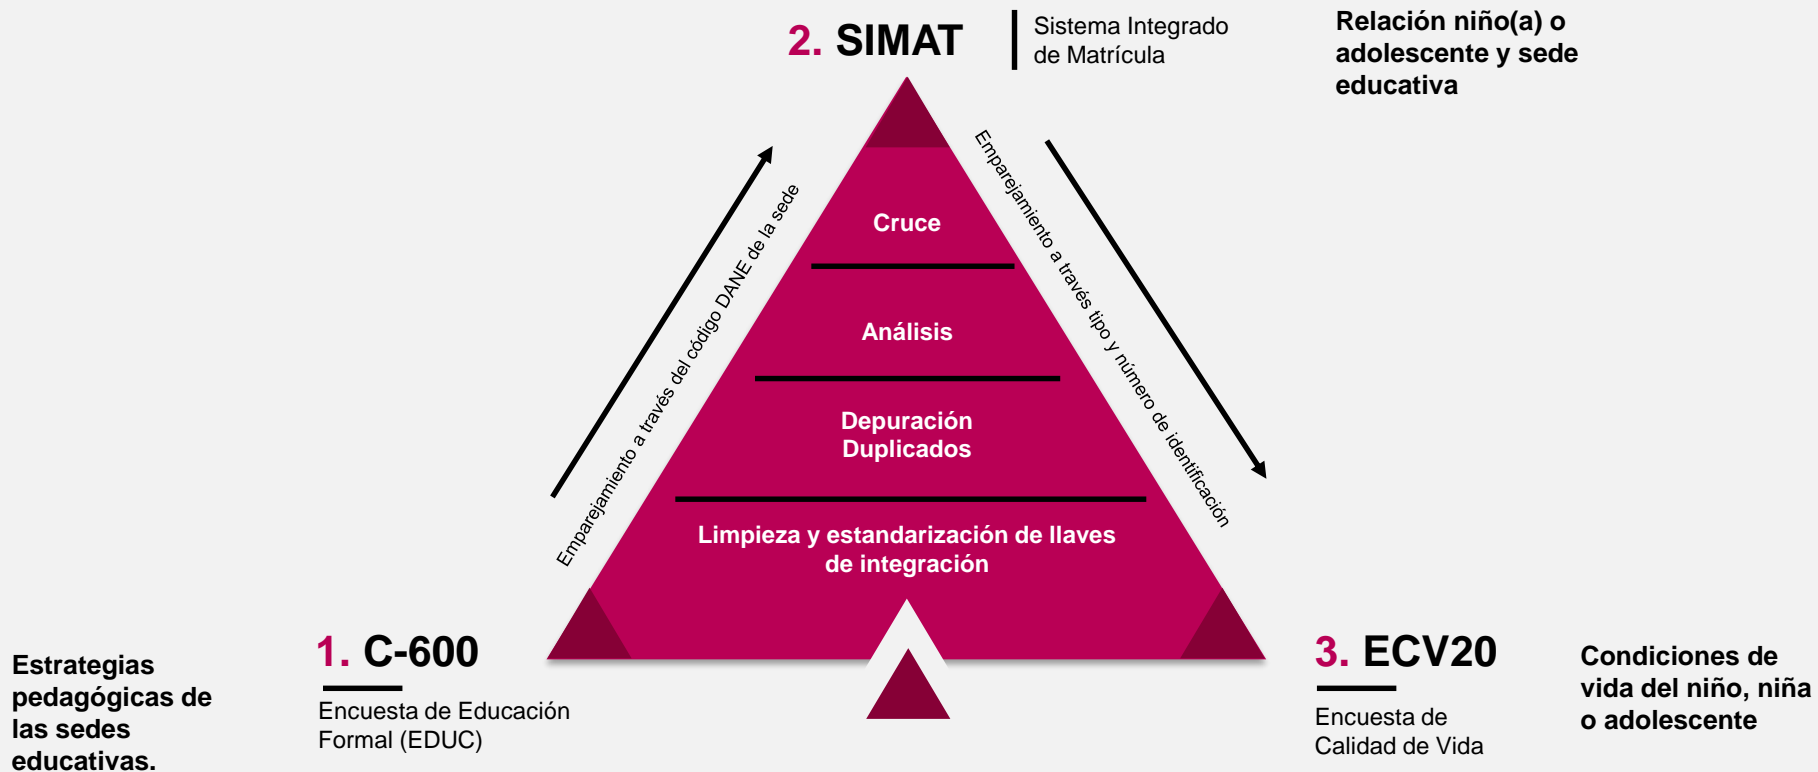 2. SIMAT
Sistema Integrado
de Matrícula
Relación niño(a) o
adolescente y sede
educativa
Emparejamiento a través del código DANE de la sede
Emparejamiento a través tipo y número de identificación
Cruce
Análisis
Depuración
Duplicados
Limpieza y estandarización de llaves
de integración
Estrategias
pedagógicas de
las sedes
educativas.
1. C-600
Encuesta de Educación
Formal (EDUC)
3. ECV20
Encuesta de
Calidad de Vida
Condiciones de
vida del niño, niña
o adolescente